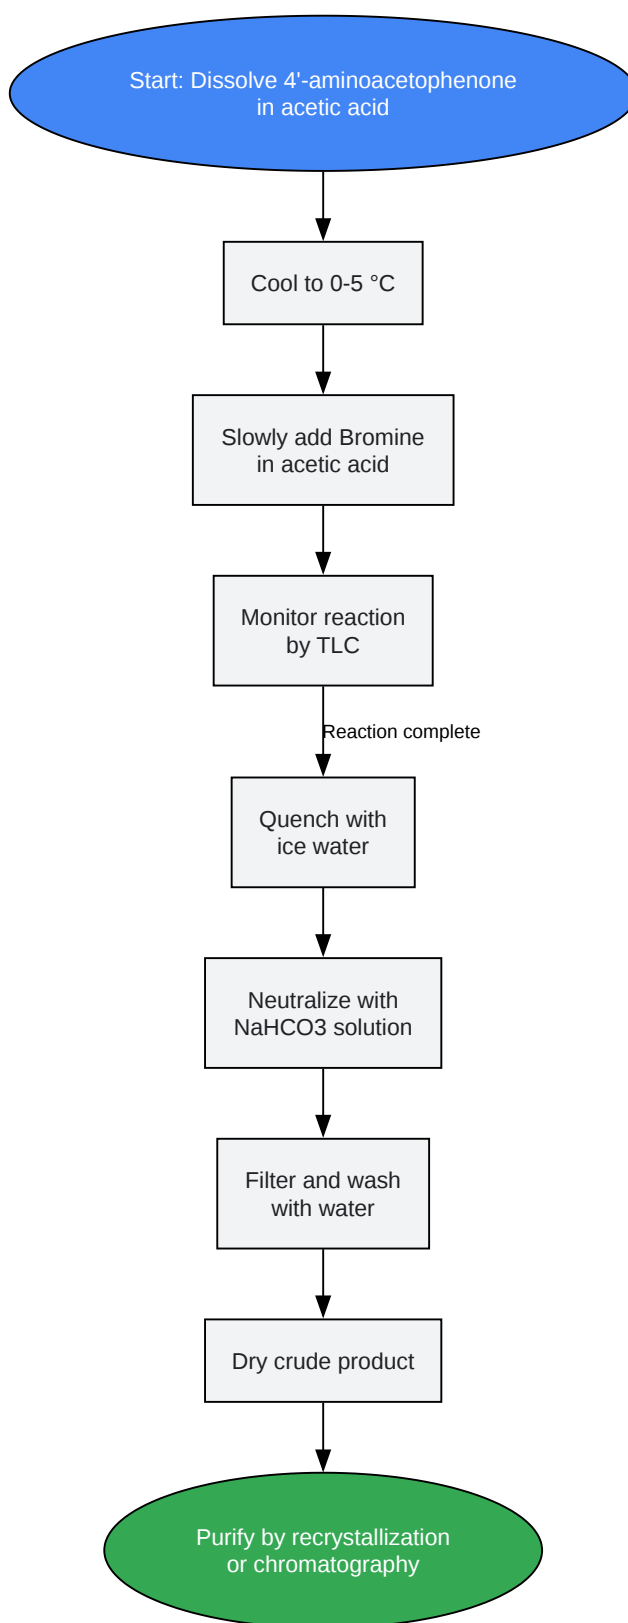 Start: Dissolve 4'-aminoacetophenone
in acetic acid
Cool to 0-5 °C
Slowly add Bromine
in acetic acid
Monitor reaction
by TLC
Reaction complete
Quench with
ice water
Neutralize with
NaHCO3 solution
Filter and wash
with water
Dry crude product
Purify by recrystallization
or chromatography